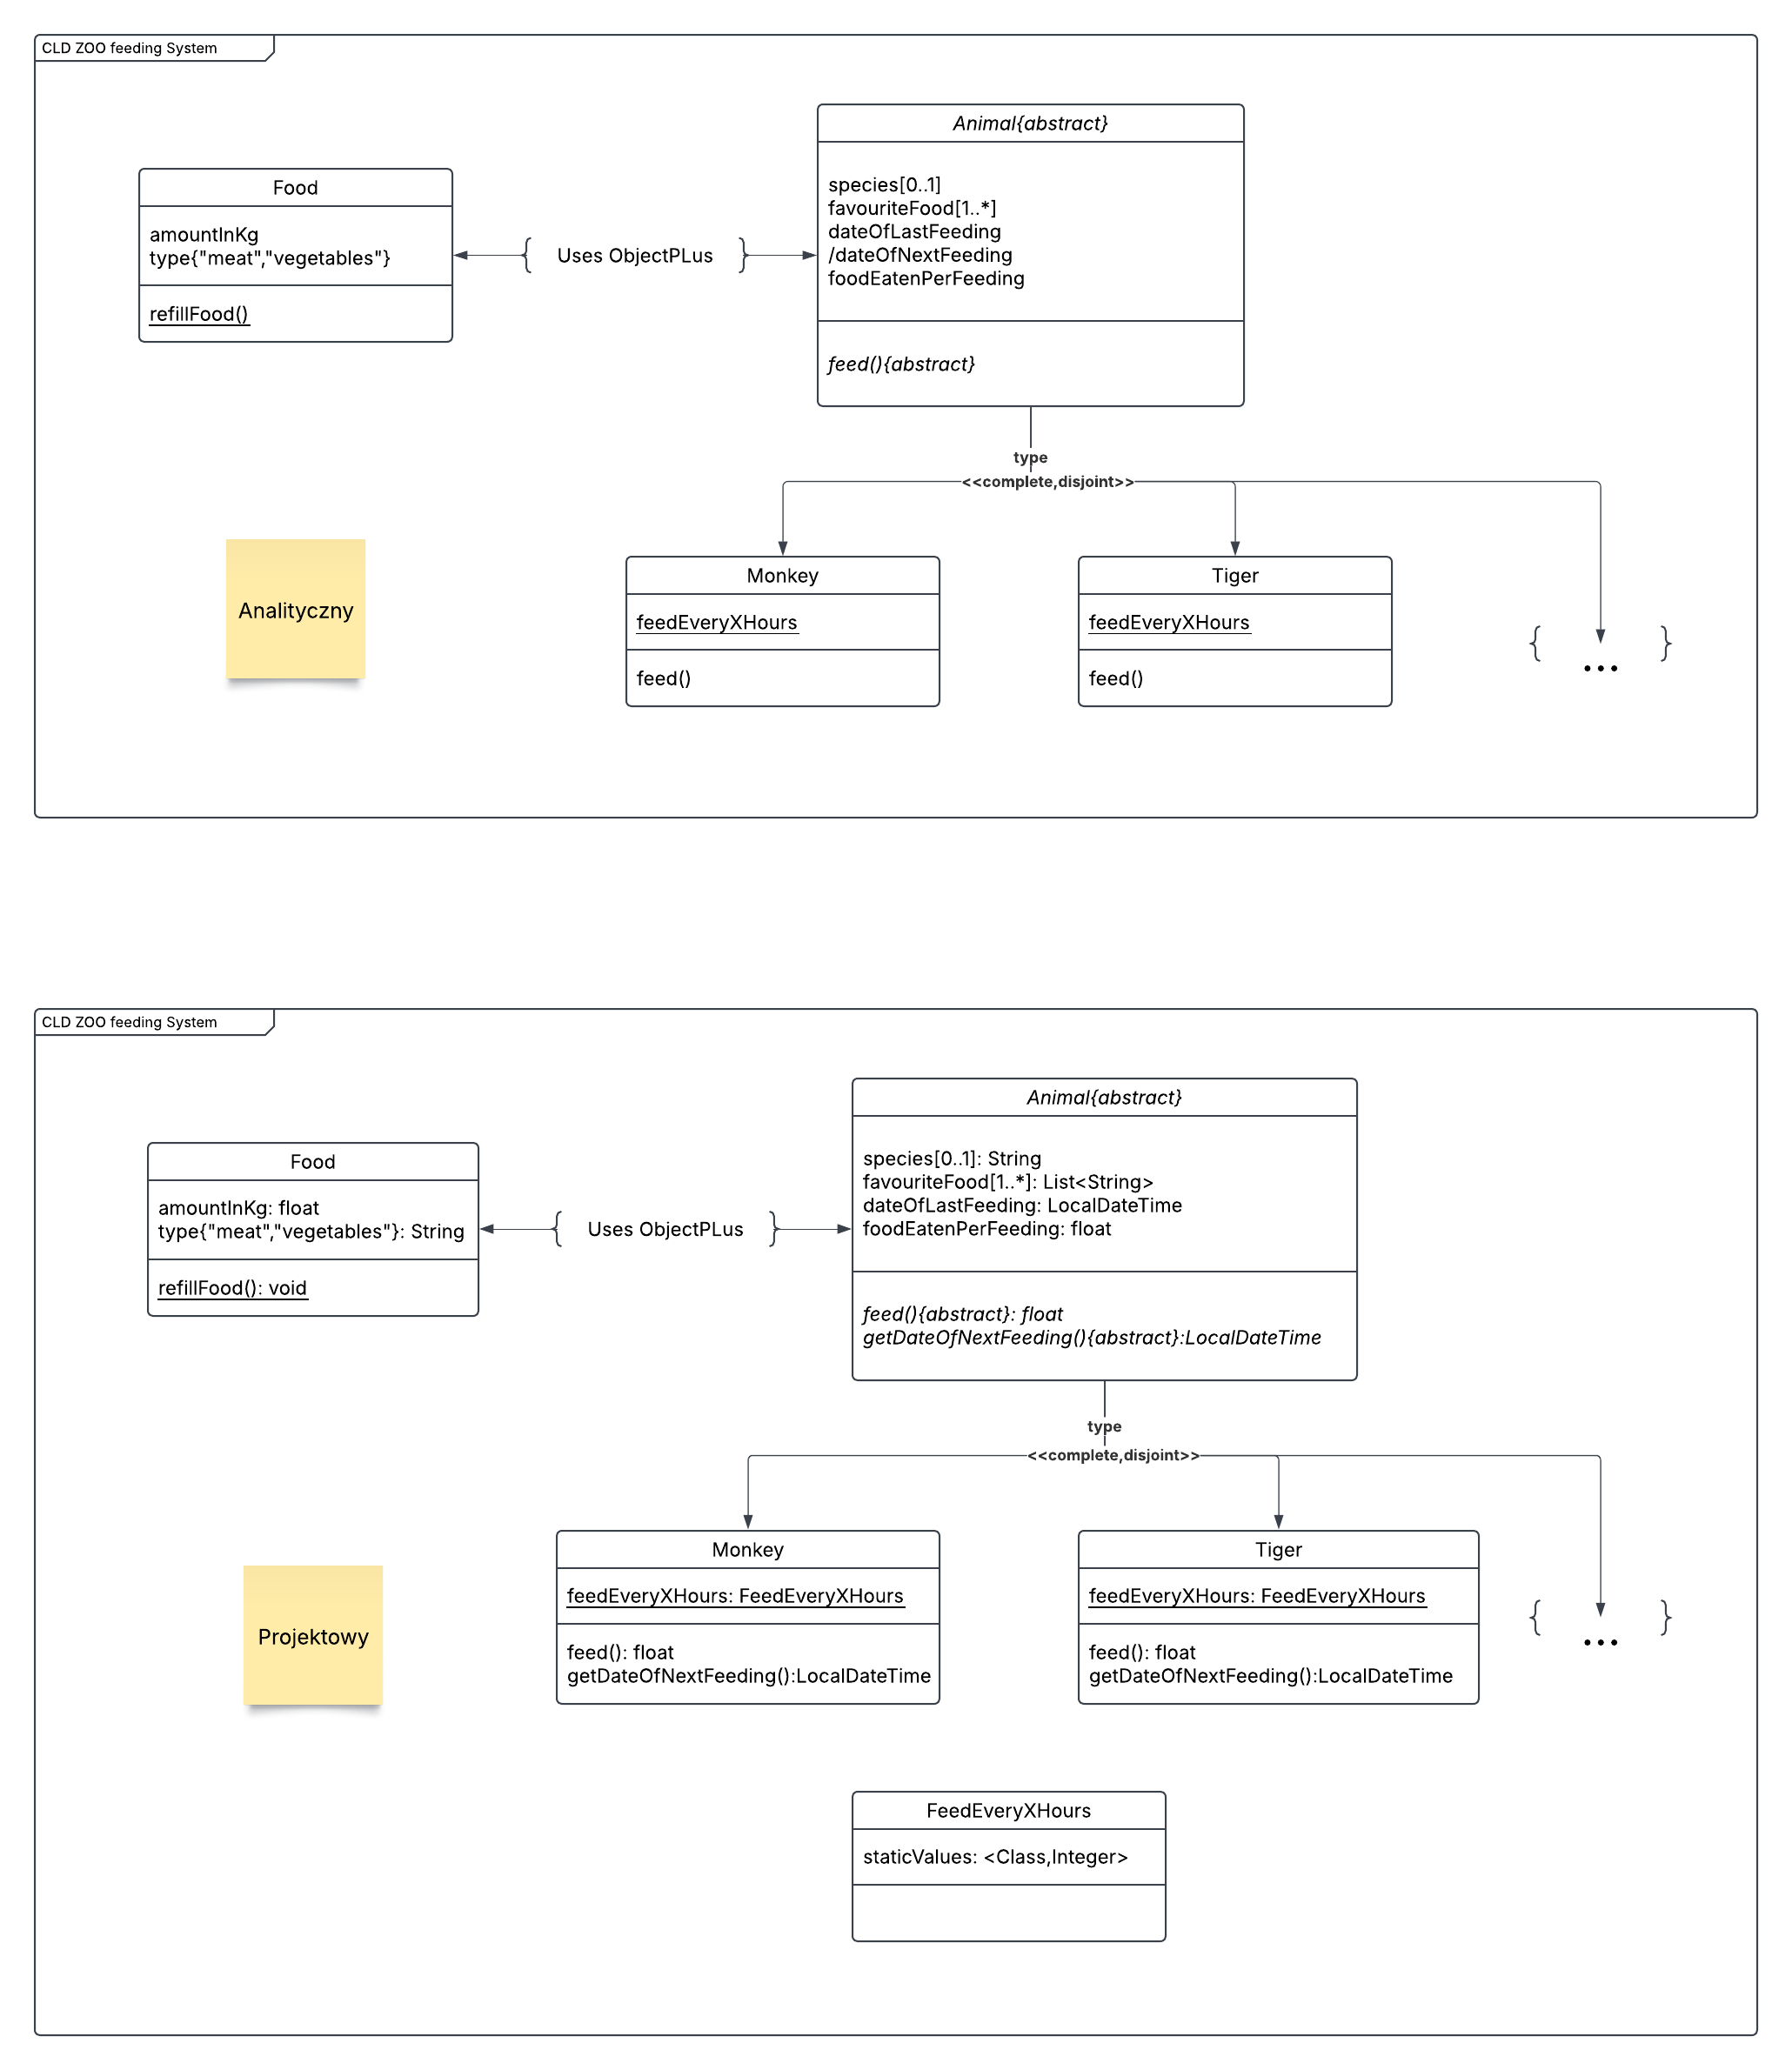 CLD ZOO feeding System
Animal{abstract}
species[0..1]
favouriteFood[1..*]
dateOfLastFeeding
/dateOfNextFeeding
foodEatenPerFeeding
feed(){abstract}
Food
amountInKg
type{"meat","vegetables"}
refillFood()
{ Uses ObjectPLus }
type
<<complete,disjoint>>
Analityczny
Monkey
feedEveryXHours
feed()
Tiger
feedEveryXHours
feed()
{ ... }
CLD ZOO feeding System
Animal{abstract}
species[0..1]: String
favouriteFood[1..*]: List<String>
dateOfLastFeeding: LocalDateTime
foodEatenPerFeeding: float
feed(){abstract}: float
getDateOfNextFeeding(){abstract}:LocalDateTime
Food
amountInKg: float
type{"meat","vegetables"}: String
refillFood(): void
{ Uses ObjectPLus }
type
<<complete,disjoint>>
Projektowy
Monkey
feedEveryXHours: FeedEveryXHours
feed(): float
getDateOfNextFeeding():LocalDateTime
Tiger
feedEveryXHours: FeedEveryXHours
feed(): float
getDateOfNextFeeding():LocalDateTime
{ ... }
FeedEveryXHours
staticValues: <Class,Integer>